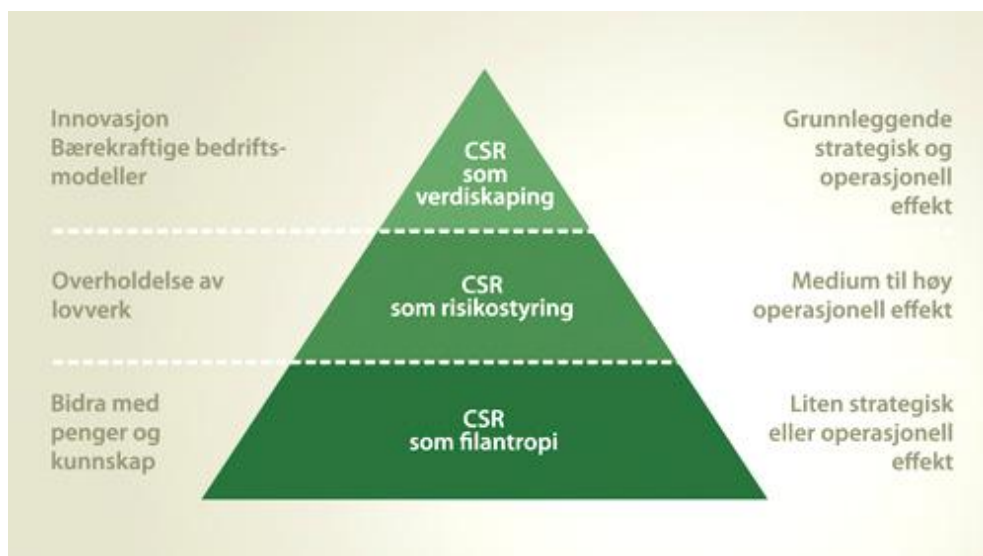 Innovasjon
Bærekraftige bedrifts-
modeller
CSR
som
verdiskaping
Grunnleggende
strategisk og
operasjonell
effekt
Overholdelse av
lovverk
CSR
som risikostyring
Medium til høy
operasjonell effekt
Bidra med
penger og
kunnskap
CSR
som filantropi
Liten strategisk
eller operasjonell
effekt